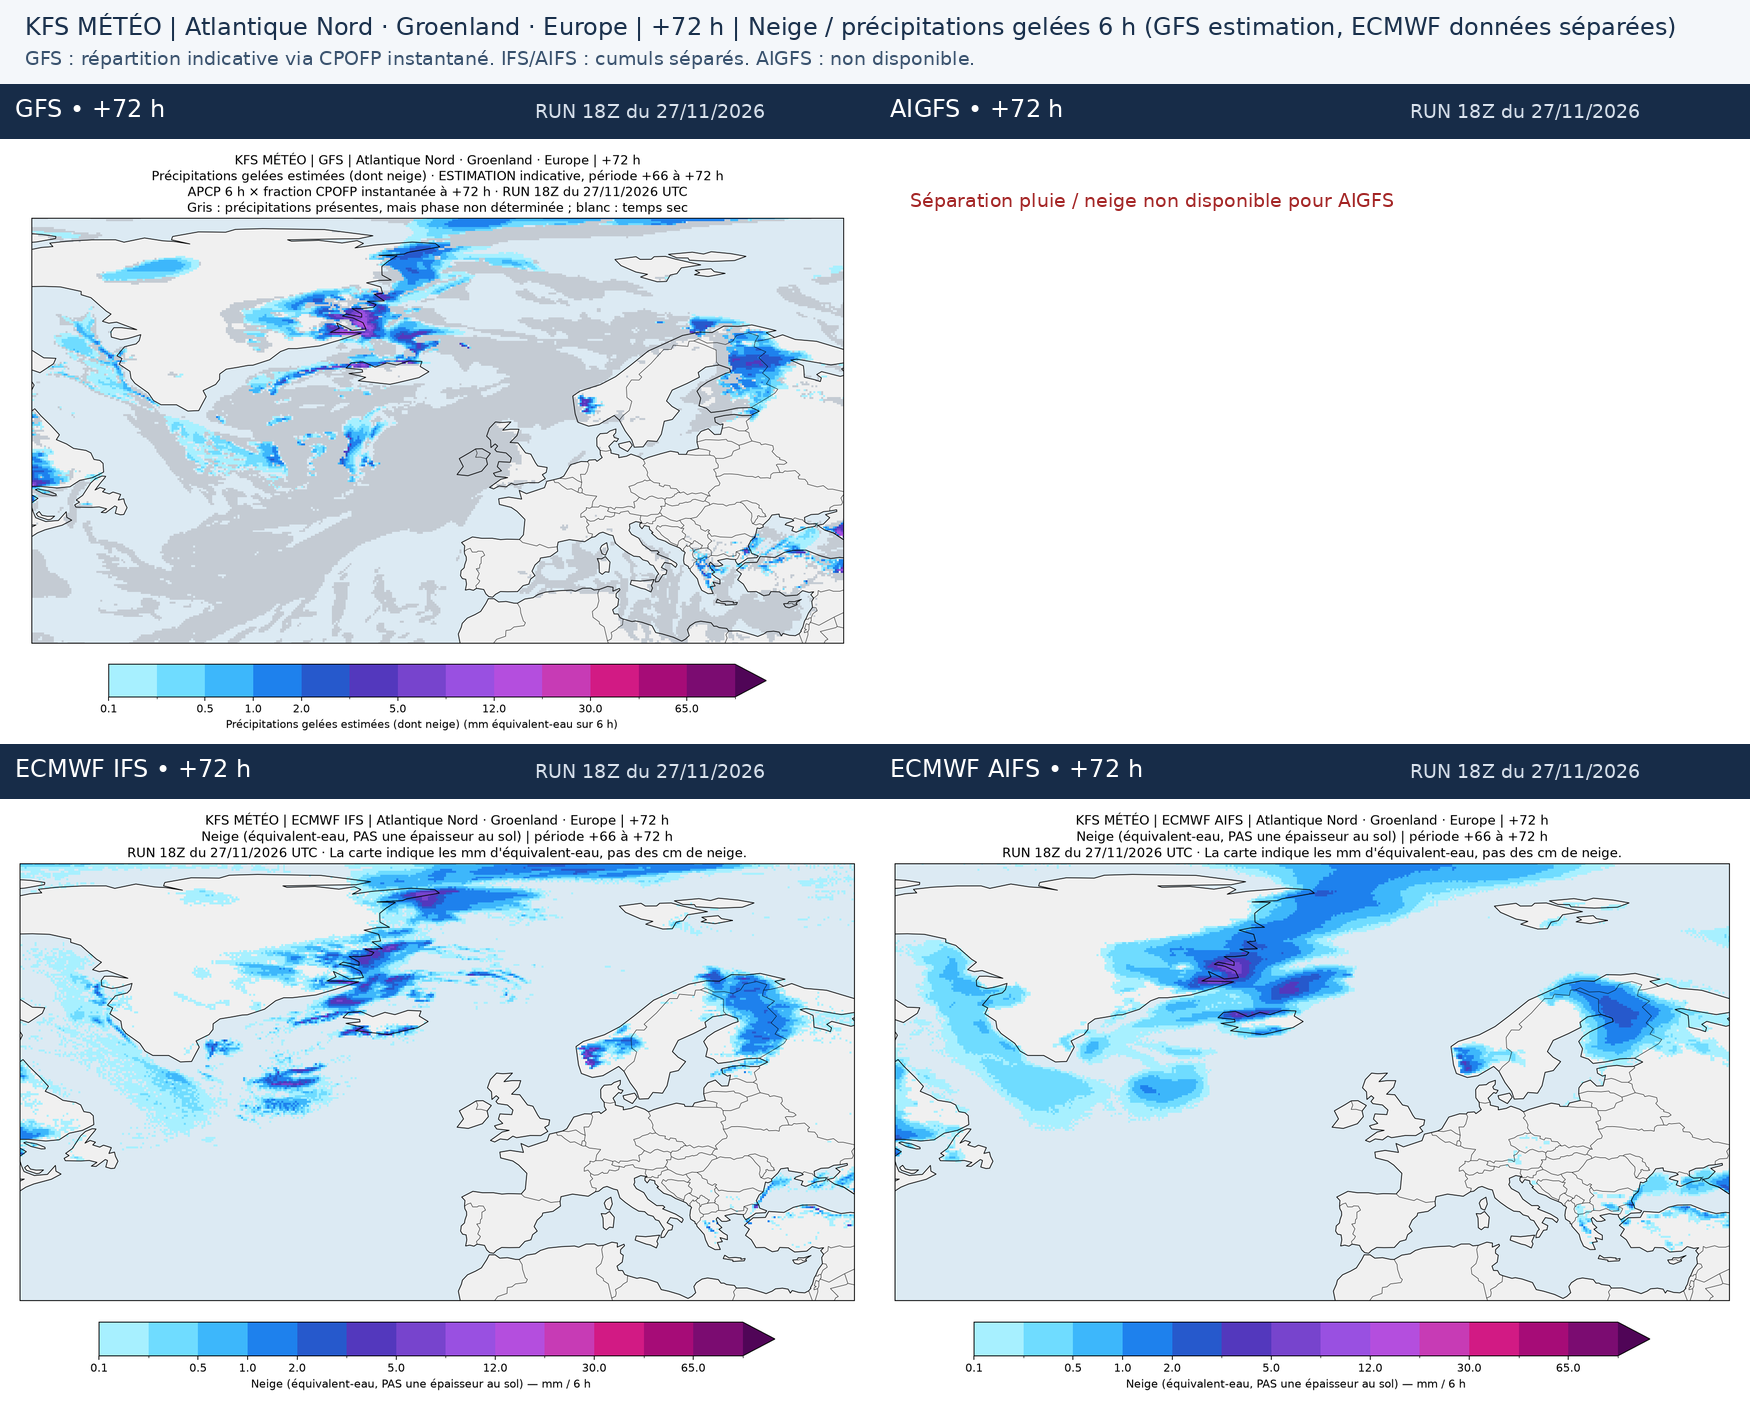 KFS MÉTÉO | Atlantique Nord · Groenland · Europe | +72 h | Neige / précipitations gelées 6 h (GFS estimation, ECMWF données séparées)
GFS : répartition indicative via CPOFP instantané. IFS/AIFS : cumuls séparés. AIGFS : non disponible.
GFS • +72 h
RUN 18Z du 27/11/2026
AIGFS • +72 h
RUN 18Z du 27/11/2026
KFS MÉTÉO | GFS | Atlantique Nord · Groenland · Europe | +72 h
Précipitations gelées estimées (dont neige) · ESTIMATION indicative, période +66 à +72 h
APCP 6 h × fraction CPOFP instantanée à +72 h · RUN 18Z du 27/11/2026 UTC
Gris : précipitations présentes, mais phase non déterminée ; blanc : temps sec
Séparation pluie / neige non disponible pour AIGFS
0.1 0.5 1.0 2.0 5.0 12.0 30.0 65.0
Précipitations gelées estimées (dont neige) (mm équivalent-eau sur 6 h)
ECMWF IFS • +72 h
RUN 18Z du 27/11/2026
ECMWF AIFS • +72 h
RUN 18Z du 27/11/2026
KFS MÉTÉO | ECMWF IFS | Atlantique Nord · Groenland · Europe | +72 h
Neige (équivalent-eau, PAS une épaisseur au sol) | période +66 à +72 h
RUN 18Z du 27/11/2026 UTC · La carte indique les mm d'équivalent-eau, pas des cm de neige.
KFS MÉTÉO | ECMWF AIFS | Atlantique Nord · Groenland · Europe | +72 h
Neige (équivalent-eau, PAS une épaisseur au sol) | période +66 à +72 h
RUN 18Z du 27/11/2026 UTC · La carte indique les mm d'équivalent-eau, pas des cm de neige.
0.1 0.5 1.0 2.0 5.0 12.0 30.0 65.0
Neige (équivalent-eau, PAS une épaisseur au sol) — mm / 6 h
0.1 0.5 1.0 2.0 5.0 12.0 30.0 65.0
Neige (équivalent-eau, PAS une épaisseur au sol) — mm / 6 h